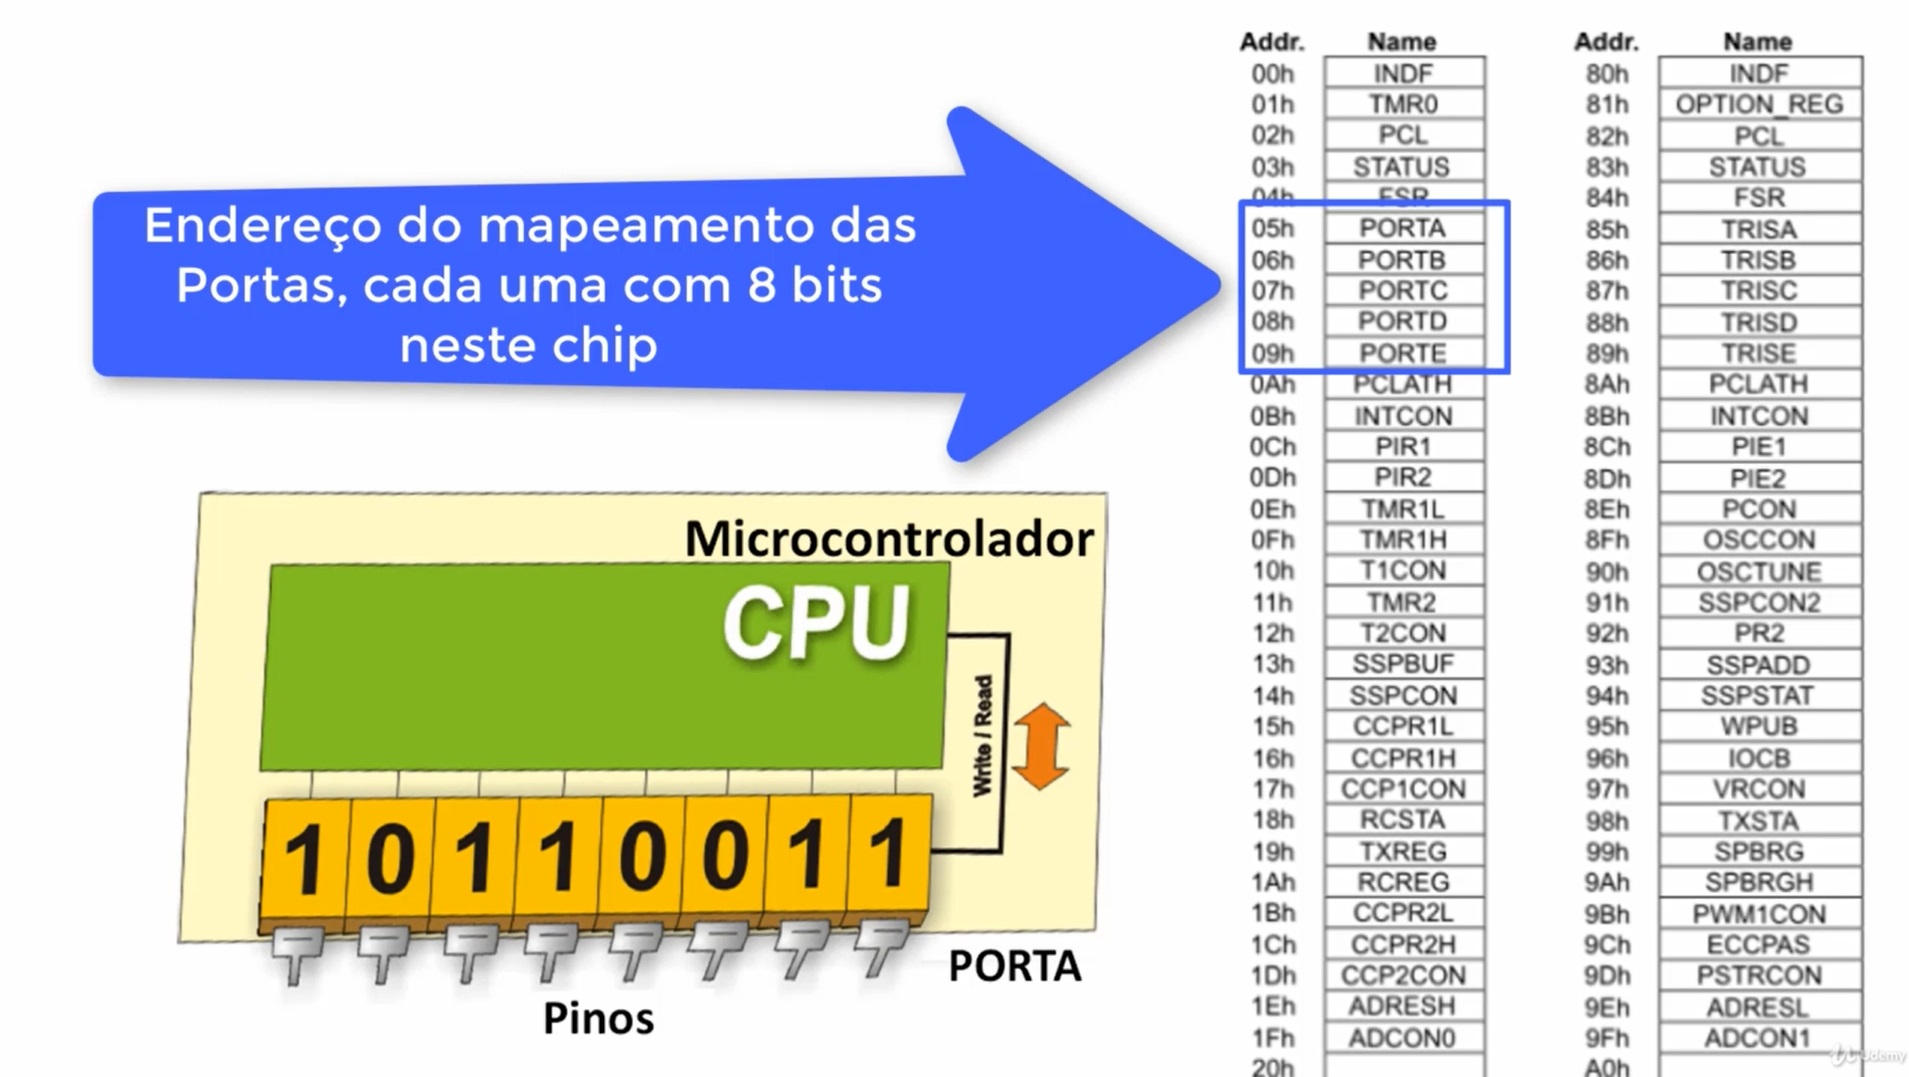 Endereço do mapeamento das
Portas, cada uma com 8 bits
neste chip
Microcontrolador
CPU
Write / Read
1 0 1 1 0 0 1 1
PORTA
Pinos
Addr. Name
00h INDF
01h TMR0
02h PCL
03h STATUS
04h FSR
05h PORTA
06h PORTB
07h PORTC
08h PORTD
09h PORTE
0Ah PCLATH
0Bh INTCON
0Ch PIR1
0Dh PIR2
0Eh TMR1L
0Fh TMR1H
10h T1CON
11h TMR2
12h T2CON
13h SSPBUF
14h SSPCON
15h CCPR1L
16h CCPR1H
17h CCP1CON
18h RCSTA
19h TXREG
1Ah RCREG
1Bh CCPR2L
1Ch CCPR2H
1Dh CCP2CON
1Eh ADRESH
1Fh ADCON0
20h
Addr. Name
80h INDF
81h OPTION_REG
82h PCL
83h STATUS
84h FSR
85h TRISA
86h TRISB
87h TRISC
88h TRISD
89h TRISE
8Ah PCLATH
8Bh INTCON
8Ch PIE1
8Dh PIE2
8Eh PCON
8Fh OSCCON
90h OSCTUNE
91h SSPCON2
92h PR2
93h SSPADD
94h SSPSTAT
95h WPUB
96h IOCB
97h VRCON
98h TXSTA
99h SPBRG
9Ah SPBRGH
9Bh PWM1CON
9Ch ECCPAS
9Dh PSTRCON
9Eh ADRESL
9Fh ADCON1
A0h
Udemy